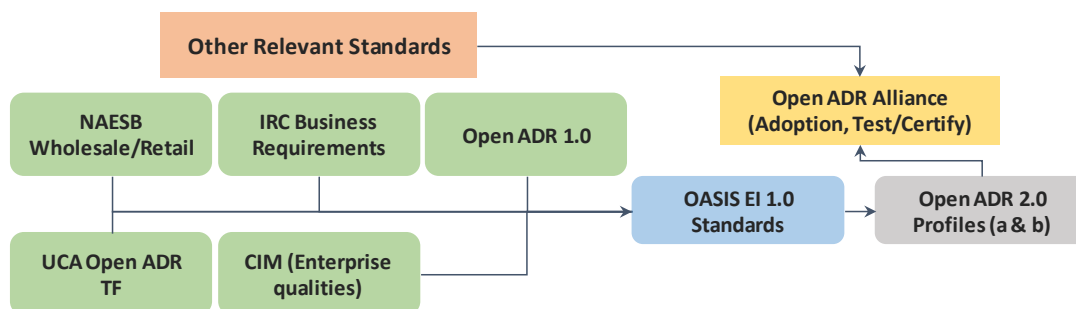 Other Relevant Standards
Open ADR Alliance
(Adoption, Test/Certify)
NAESB
Wholesale/Retail
IRC Business
Requirements
Open ADR 1.0
OASIS EI 1.0
Standards
Open ADR 2.0
Profiles (a & b)
UCA Open ADR
TF
CIM (Enterprise
qualities)